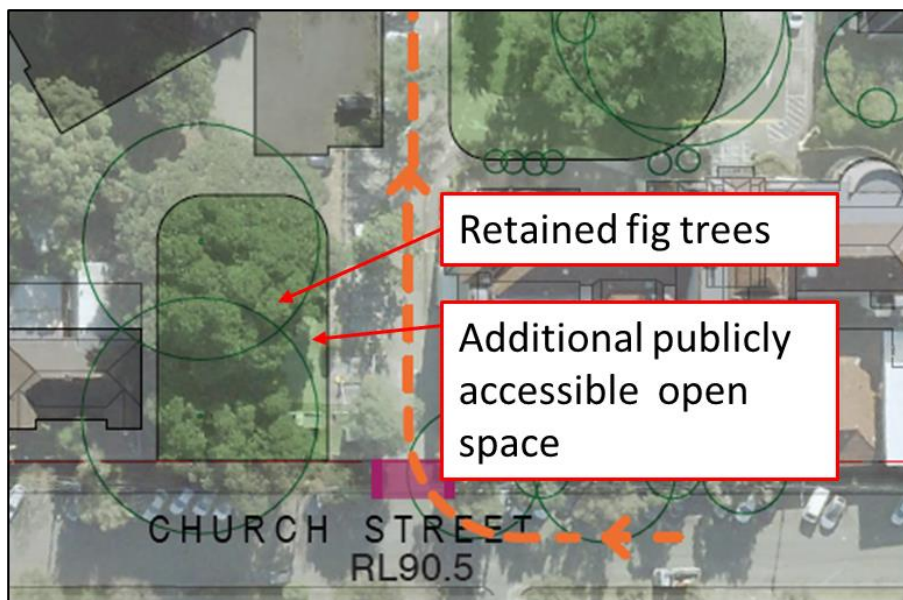 Retained fig trees
Additional publicly
accessible open
space
CHURCH STREET
RL90.5